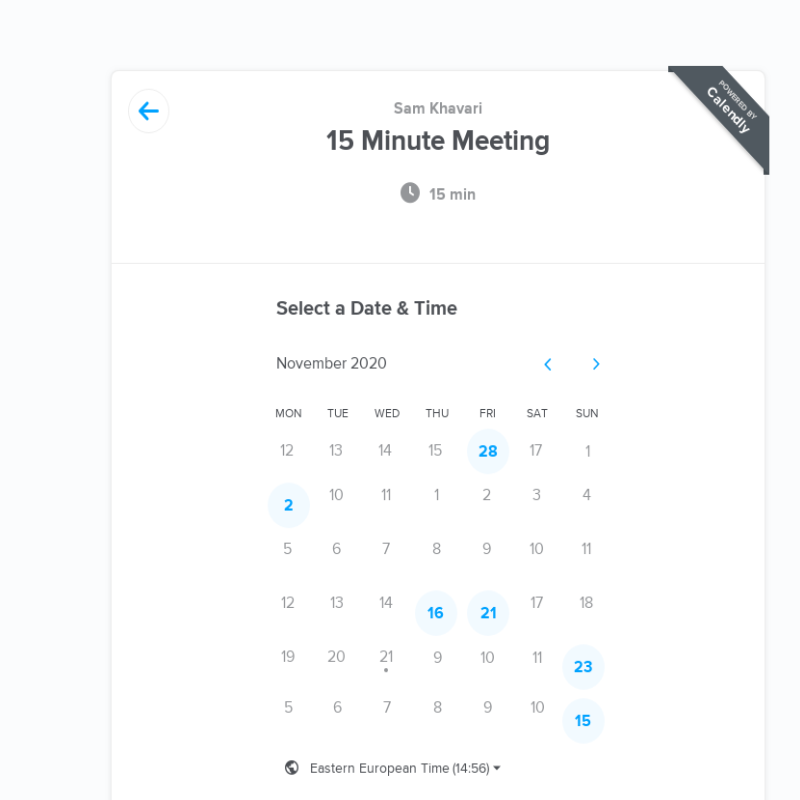 Sam Khavari
POWERED BY
Calendly
15 Minute Meeting
15 min
Select a Date & Time
November 2020
MON TUE WED THU FRI SAT SUN
12 13 14 15 28 17 1
2 10 11 1 2 3 4
5 6 7 8 9 10 11
12 13 14 16 21 17 18
19 20 21 9 10 11 23
5 6 7 8 9 10 15
Eastern European Time (14:56)